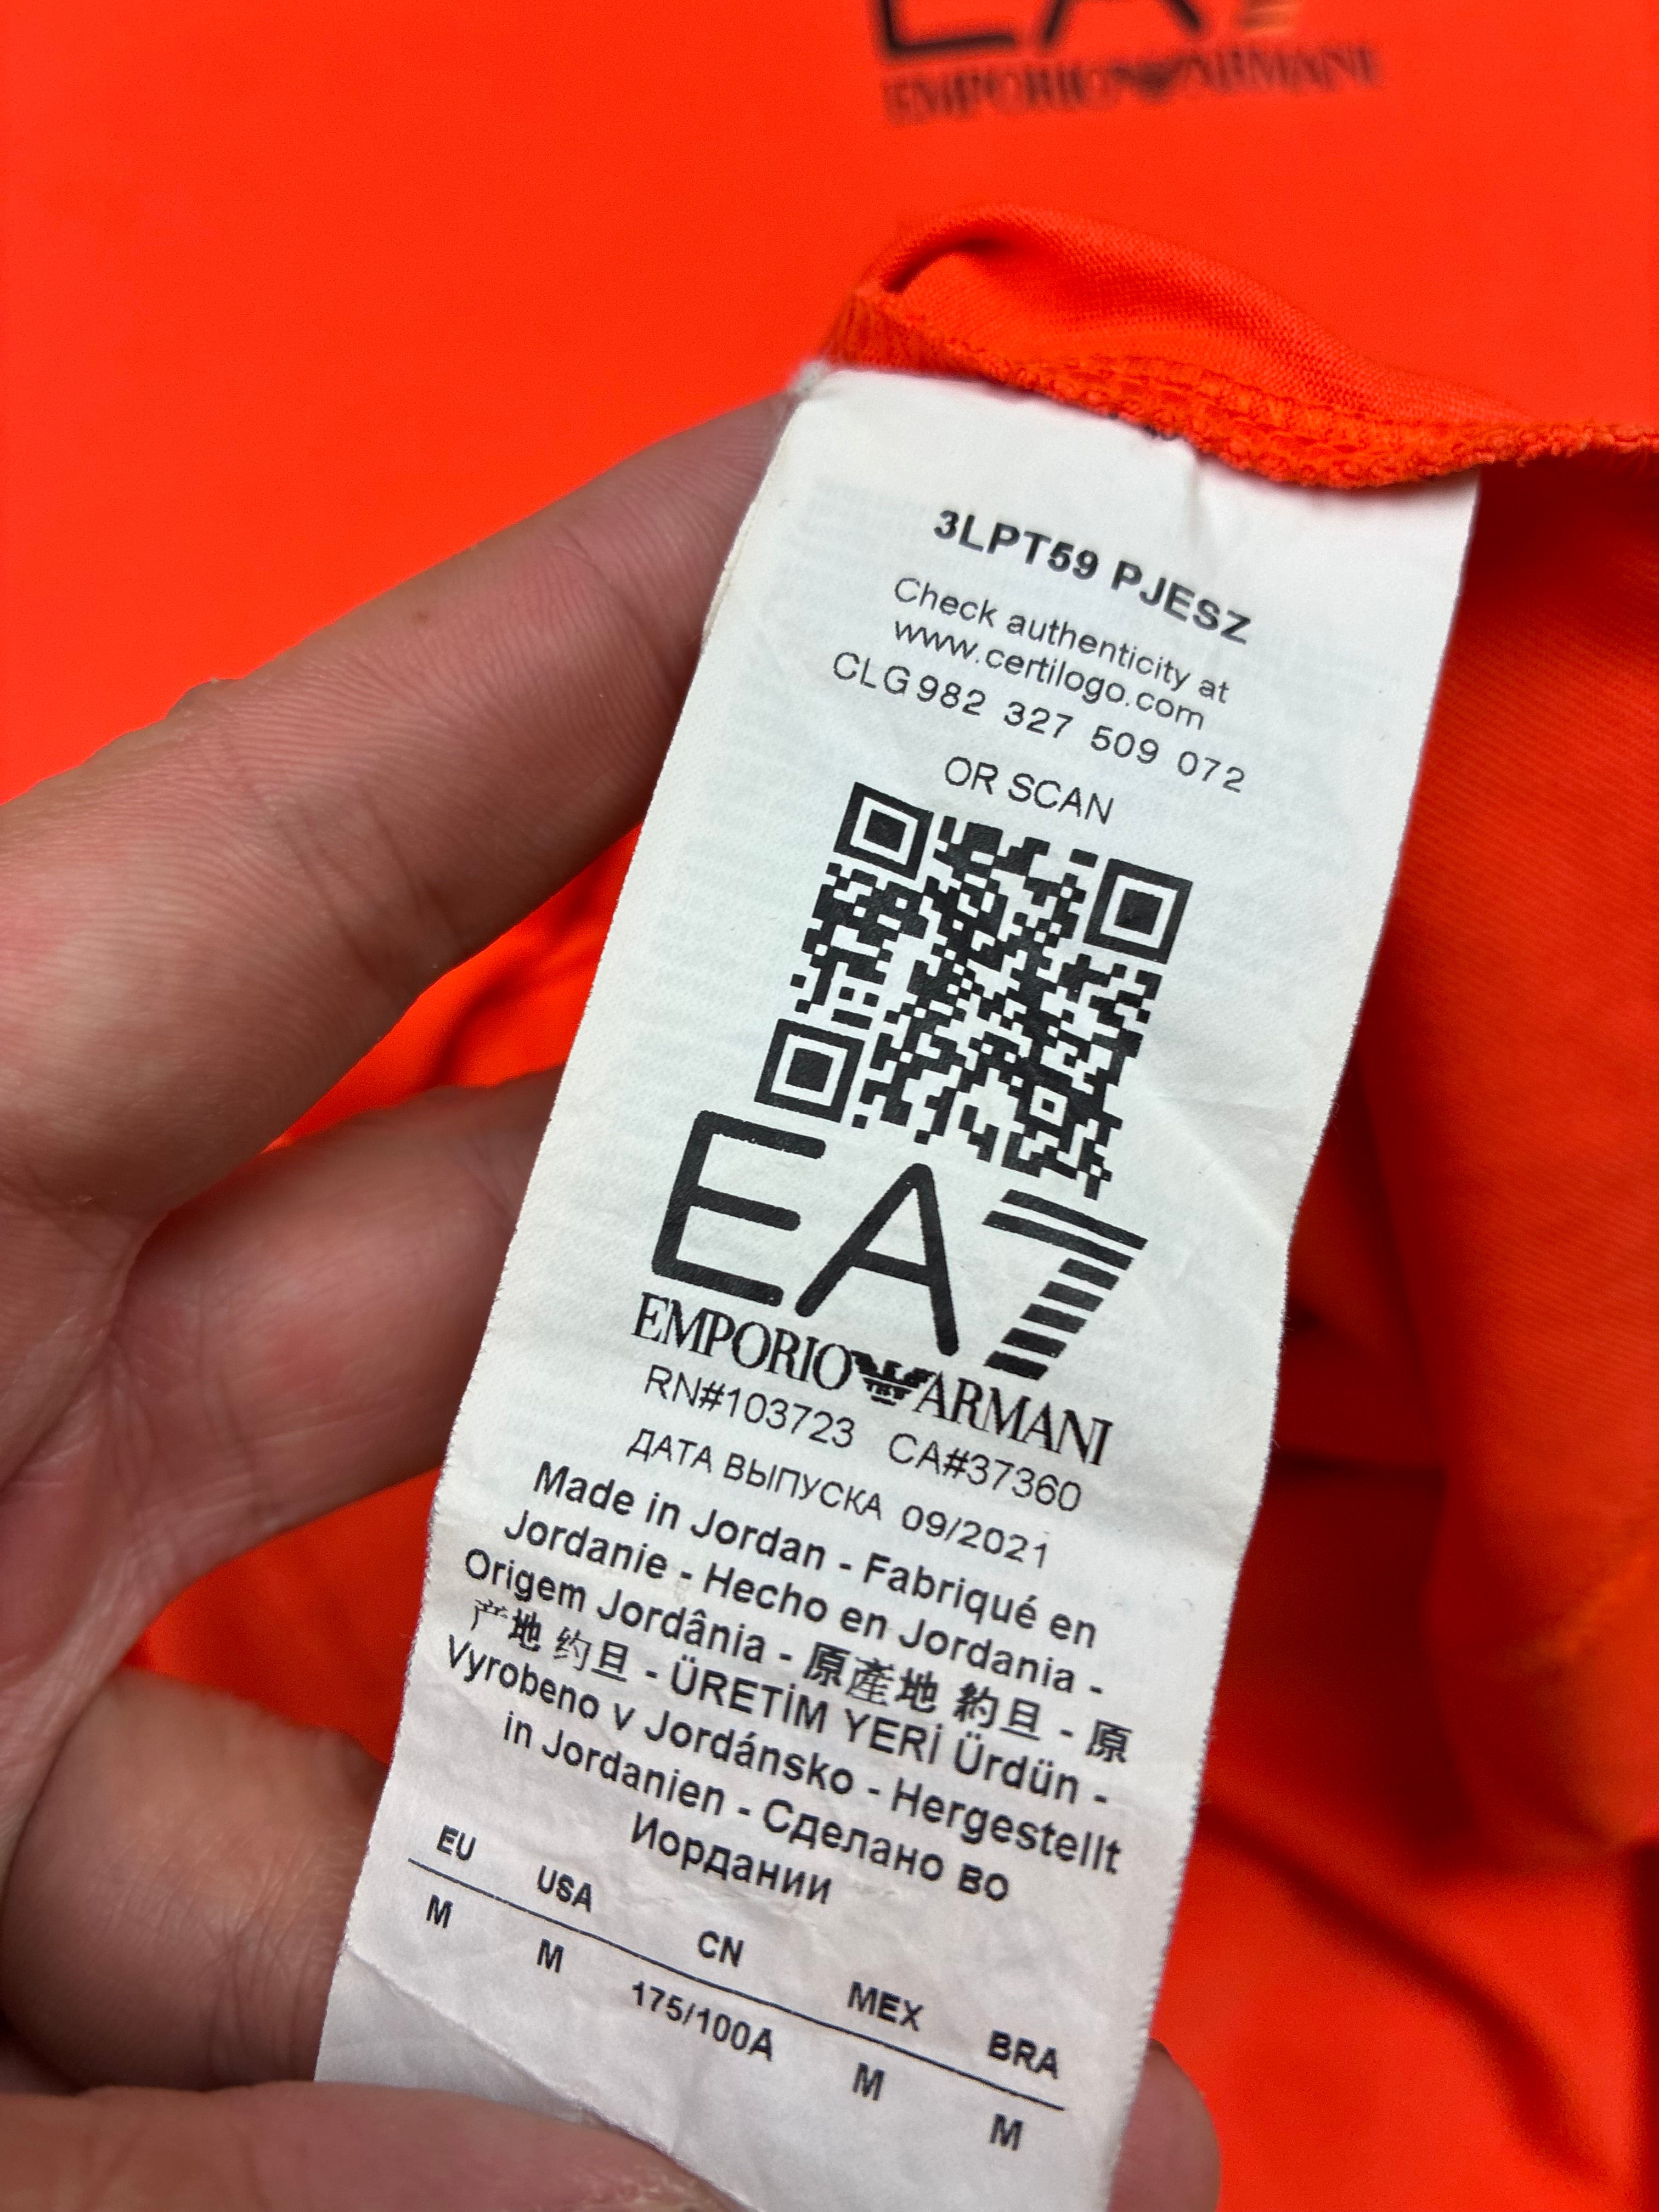 EA7
EMPORIO ARMANI
3LPT59 PJESZ
Check authenticity at
www.certilogo.com
CLG 982 327 509 072
OR SCAN
EA7
EMPORIO ARMANI
RN#103723 CA#37360
ДАТА ВЫПУСКА 09/2021
Made in Jordan - Fabriqué en
Jordanie - Hecho en Jordania -
Origem Jordânia - 原產地 約旦 - 原
产地 约旦 - ÜRETİM YERİ Ürdün -
Vyrobeno v Jordánsko - Hergestellt
in Jordanien - Сделано во
Иордании
EU USA CN MEX BRA
M M 175/100A M M